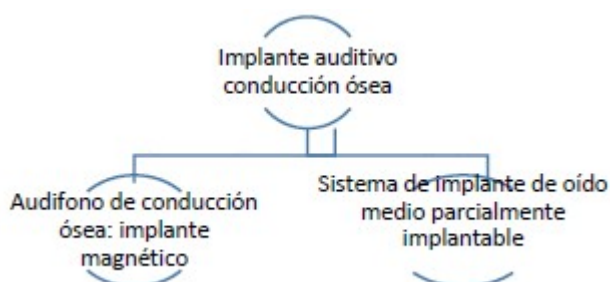 Implante auditivo
conducción ósea
Audifono de conducción
ósea: implante
magnético
Sistema de implante de oído
medio parcialmente
implantable